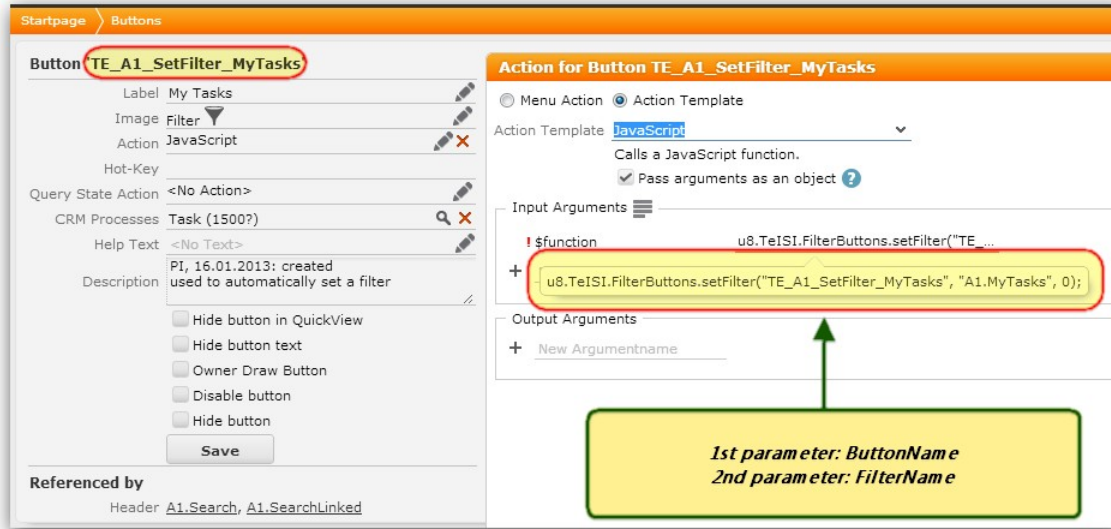 Startpage Buttons
Button "TE_A1_SetFilter_MyTasks"
Label My Tasks
Image Filter
Action JavaScript
Hot-Key
Query State Action <No Action>
CRM Processes Task (1500?)
Help Text <No Text>
Description PI, 16.01.2013: created
used to automatically set a filter
Hide button in QuickView
Hide button text
Owner Draw Button
Disable button
Hide button
Save
Referenced by
Header A1.Search, A1.SearchLinked
Action for Button TE_A1_SetFilter_MyTasks
Menu Action Action Template
Action Template JavaScript
Calls a JavaScript function.
Pass arguments as an object ?
Input Arguments
! $function u8.TeISI.FilterButtons.setFilter("TE_...
+ u8.TeISI.FilterButtons.setFilter("TE_A1_SetFilter_MyTasks", "A1.MyTasks", 0);
Output Arguments
+ New Argumentname
1st parameter: ButtonName
2nd parameter: FilterName